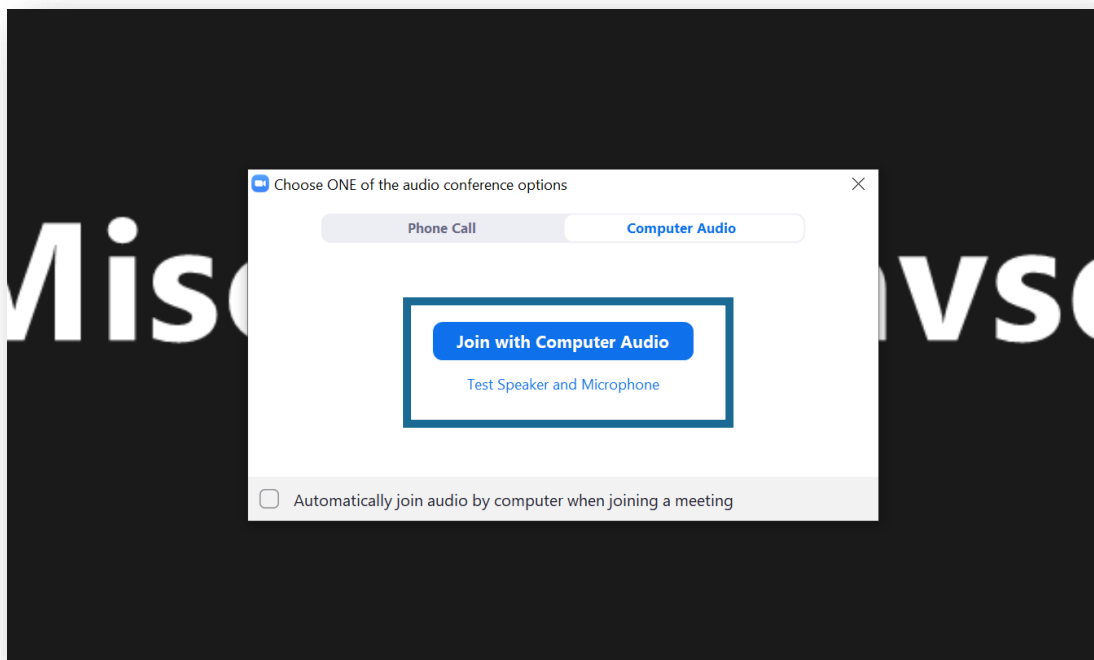 Choose ONE of the audio conference options
Phone Call
Computer Audio
Join with Computer Audio
Test Speaker and Microphone
Automatically join audio by computer when joining a meeting